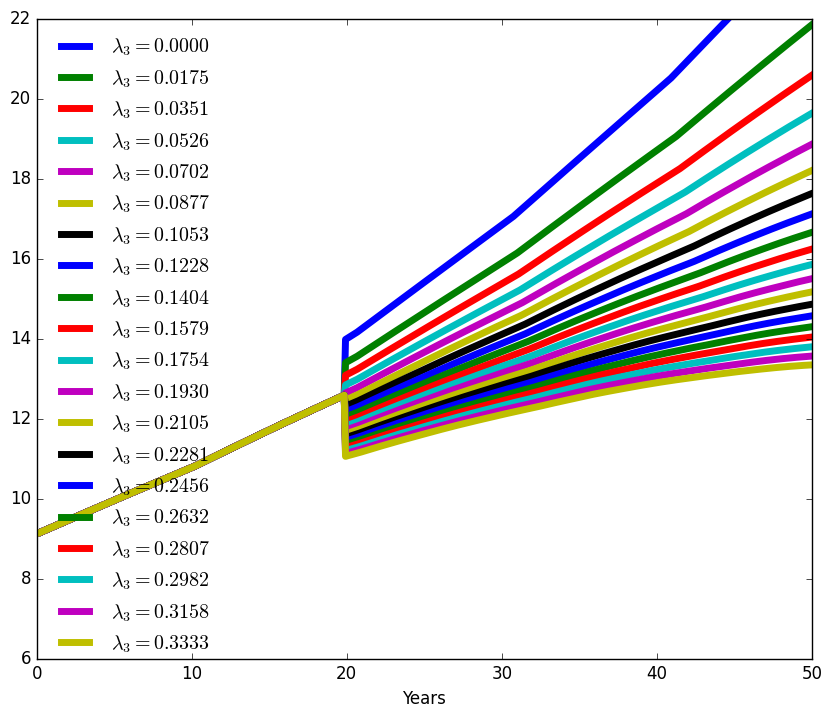 22
20
18
16
14
12
10
8
6
λ₃ = 0.0000
λ₃ = 0.0175
λ₃ = 0.0351
λ₃ = 0.0526
λ₃ = 0.0702
λ₃ = 0.0877
λ₃ = 0.1053
λ₃ = 0.1228
λ₃ = 0.1404
λ₃ = 0.1579
λ₃ = 0.1754
λ₃ = 0.1930
λ₃ = 0.2105
λ₃ = 0.2281
λ₃ = 0.2456
λ₃ = 0.2632
λ₃ = 0.2807
λ₃ = 0.2982
λ₃ = 0.3158
λ₃ = 0.3333
0 10 20 30 40 50
Years